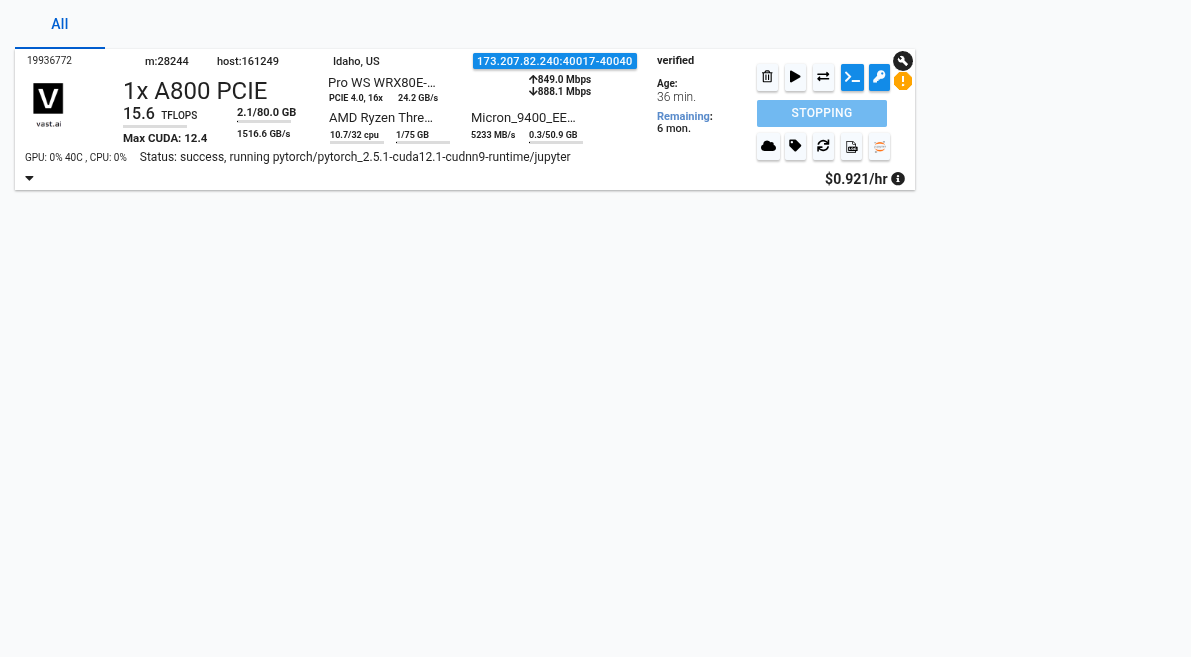 All
19936772
m:28244 host:161249 Idaho, US 173.207.82.240:40017-40040 verified
V
vast.ai
1x A800 PCIE
15.6 TFLOPS
Max CUDA: 12.4
2.1/80.0 GB
1516.6 GB/s
Pro WS WRX80E-...
PCIE 4.0, 16x 24.2 GB/s
↑849.0 Mbps
↓888.1 Mbps
AMD Ryzen Thre...
10.7/32 cpu 1/75 GB
Micron_9400_EE...
5233 MB/s 0.3/50.9 GB
Age:
36 min.
Remaining:
6 mon.
STOPPING
GPU: 0% 40C , CPU: 0% Status: success, running pytorch/pytorch_2.5.1-cuda12.1-cudnn9-runtime/jupyter
$0.921/hr